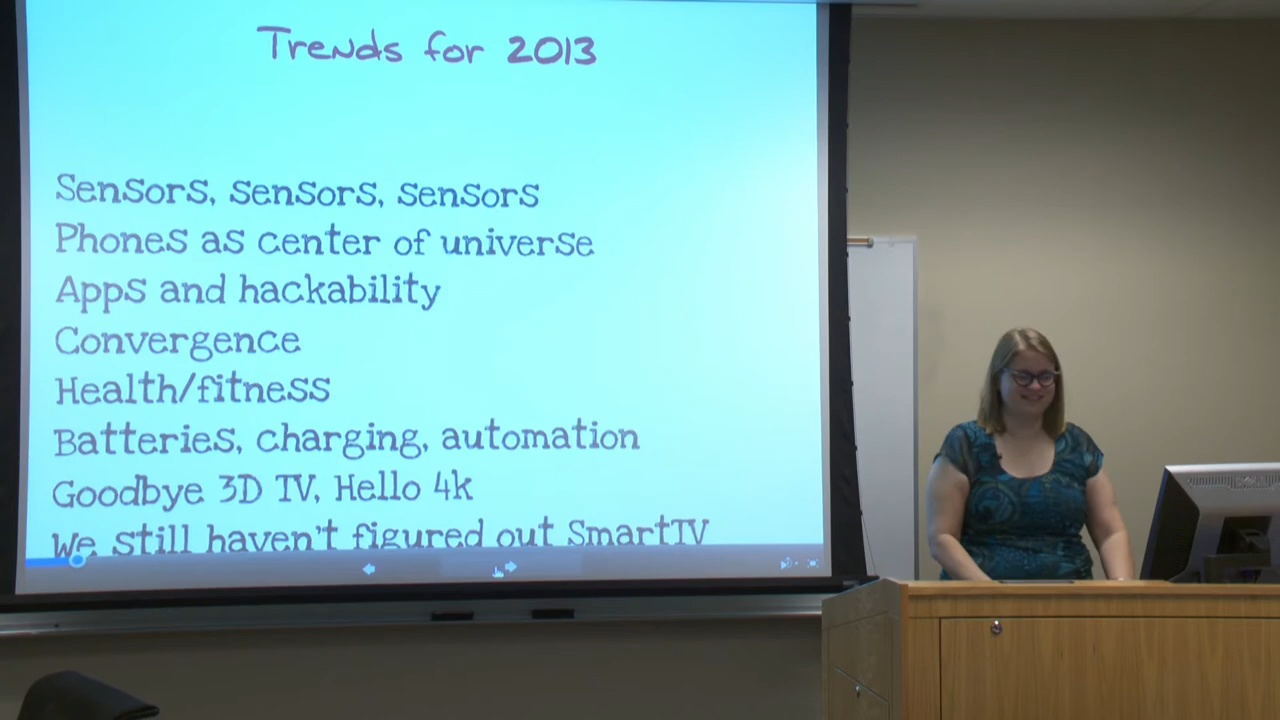 Trends for 2013
Sensors, sensors, sensors
Phones as center of universe
Apps and hackability
Convergence
Health/fitness
Batteries, charging, automation
Goodbye 3D TV, Hello 4k
We still haven't figured out SmartTV